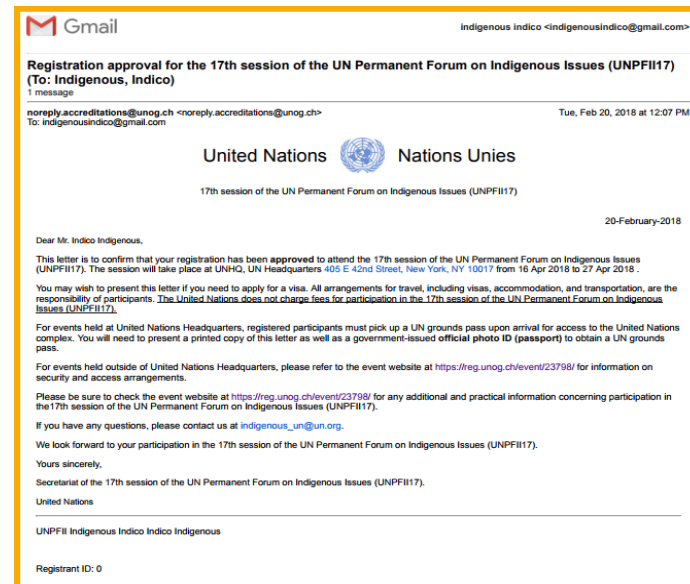 Gmail
indigenous indico <indigenousindico@gmail.com>
Registration approval for the 17th session of the UN Permanent Forum on Indigenous Issues (UNPFII17)
(To: Indigenous, Indico)
1 message
noreply.accreditations@unog.ch <noreply.accreditations@unog.ch>
Tue, Feb 20, 2018 at 12:07 PM
To: indigenousindico@gmail.com
United Nations Nations Unies
17th session of the UN Permanent Forum on Indigenous Issues (UNPFII17)
20-February-2018
Dear Mr. Indico Indigenous,
This letter is to confirm that your registration has been approved to attend the 17th session of the UN Permanent Forum on Indigenous Issues
(UNPFII17). The session will take place at UNHQ, UN Headquarters 405 E 42nd Street, New York, NY 10017 from 16 Apr 2018 to 27 Apr 2018 .
You may wish to present this letter if you need to apply for a visa. All arrangements for travel, including visas, accommodation, and transportation, are the
responsibility of participants. The United Nations does not charge fees for participation in the 17th session of the UN Permanent Forum on Indigenous
Issues (UNPFII17).
For events held at United Nations Headquarters, registered participants must pick up a UN grounds pass upon arrival for access to the United Nations
complex. You will need to present a printed copy of this letter as well as a government-issued official photo ID (passport) to obtain a UN grounds
pass.
For events held outside of United Nations Headquarters, please refer to the event website at https://reg.unog.ch/event/23798/ for information on
security and access arrangements.
Please be sure to check the event website at https://reg.unog.ch/event/23798/ for any additional and practical information concerning participation in
the17th session of the UN Permanent Forum on Indigenous Issues (UNPFII17).
If you have any questions, please contact us at indigenous_un@un.org.
We look forward to your participation in the 17th session of the UN Permanent Forum on Indigenous Issues (UNPFII17).
Yours sincerely,
Secretariat of the 17th session of the UN Permanent Forum on Indigenous Issues (UNPFII17).
United Nations
UNPFII Indigenous Indico Indico Indigenous
Registrant ID: 0